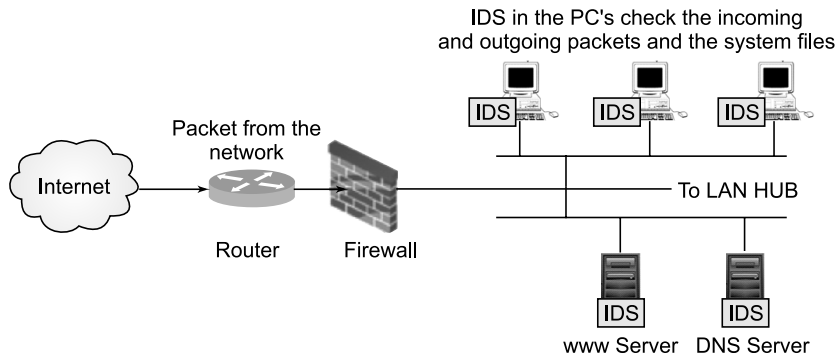 IDS in the PC's check the incoming
and outgoing packets and the system files
IDS
IDS
IDS
Packet from the
network
Internet
To LAN HUB
Router
Firewall
IDS
IDS
www Server
DNS Server